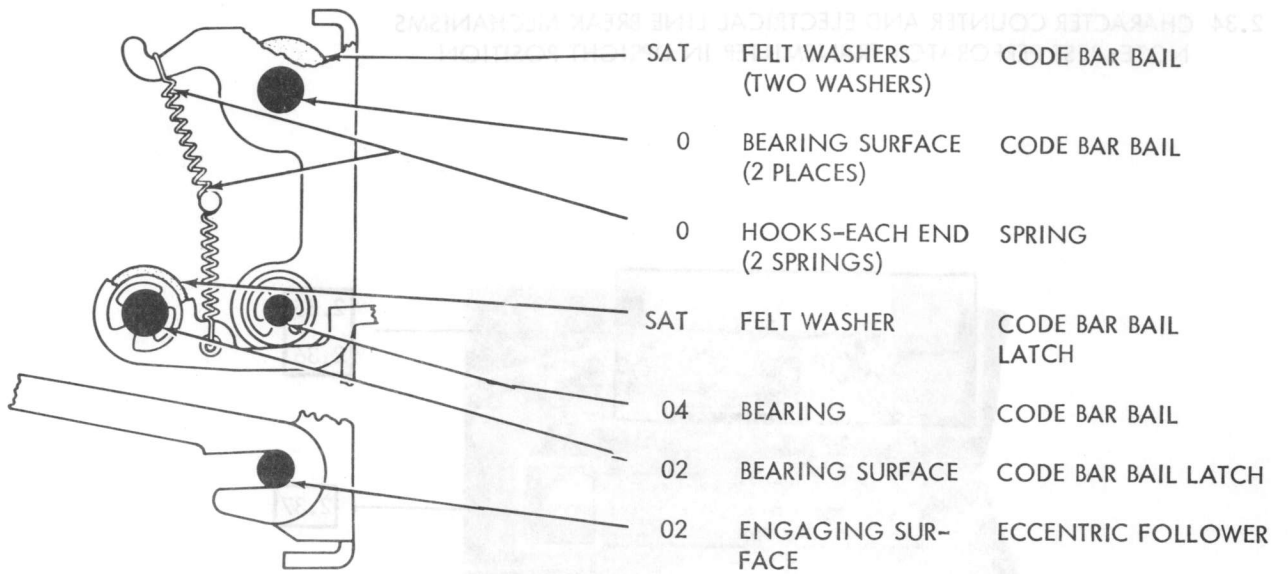 SAT FELT WASHERS CODE BAR BAIL
(TWO WASHERS)
0 BEARING SURFACE CODE BAR BAIL
(2 PLACES)
0 HOOKS-EACH END SPRING
(2 SPRINGS)
SAT FELT WASHER CODE BAR BAIL
LATCH
04 BEARING CODE BAR BAIL
02 BEARING SURFACE CODE BAR BAIL LATCH
02 ENGAGING SUR-
FACE ECCENTRIC FOLLOWER